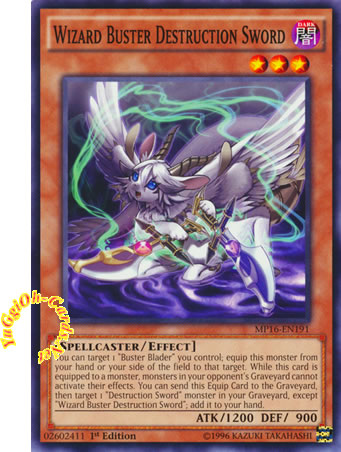 WIZARD BUSTER DESTRUCTION SWORD
DARK
闇
YuGiOh-Cards.Net
MP16-EN191
[SPELLCASTER/EFFECT]
You can target 1 "Buster Blader" you control; equip this monster from
your hand or your side of the field to that target. While this card is
equipped to a monster, monsters in your opponent's Graveyard cannot
activate their effects. You can send this Equip Card to the Graveyard,
then target 1 "Destruction Sword" monster in your Graveyard, except
"Wizard Buster Destruction Sword"; add it to your hand.
ATK/1200 DEF/ 900
02602411 1st Edition ©1996 KAZUKI TAKAHASHI